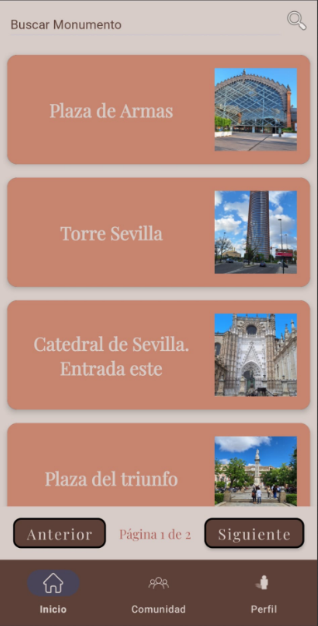 Buscar Monumento
Plaza de Armas
Torre Sevilla
Catedral de Sevilla.
Entrada este
Plaza del triunfo
Anterior
Página 1 de 2
Siguiente
Inicio
Comunidad
Perfil